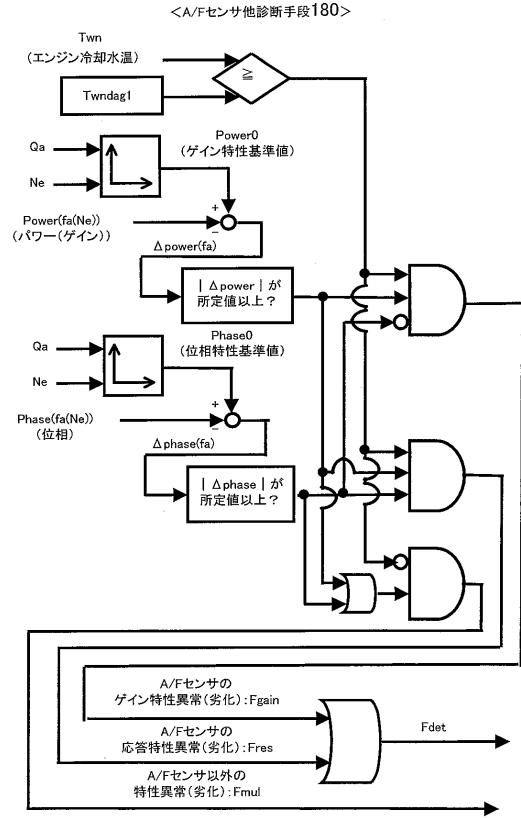 <A/Fセンサ他診断手段180>
Twn
(エンジン冷却水温)
≧
Twndag1
Qa
Ne
Power0
(ゲイン特性基準値)
+
Power(fa(Ne))
(パワー(ゲイン))
−
Δpower(fa)
|Δpower|が
所定値以上?
Phase0
(位相特性基準値)
Qa
Ne
+
Phase(fa(Ne))
(位相)
−
Δphase(fa)
|Δphase|が
所定値以上?
A/Fセンサの
ゲイン特性異常(劣化):Fgain
A/Fセンサの
応答特性異常(劣化):Fres
A/Fセンサ以外の
特性異常(劣化):Fmul
Fdet